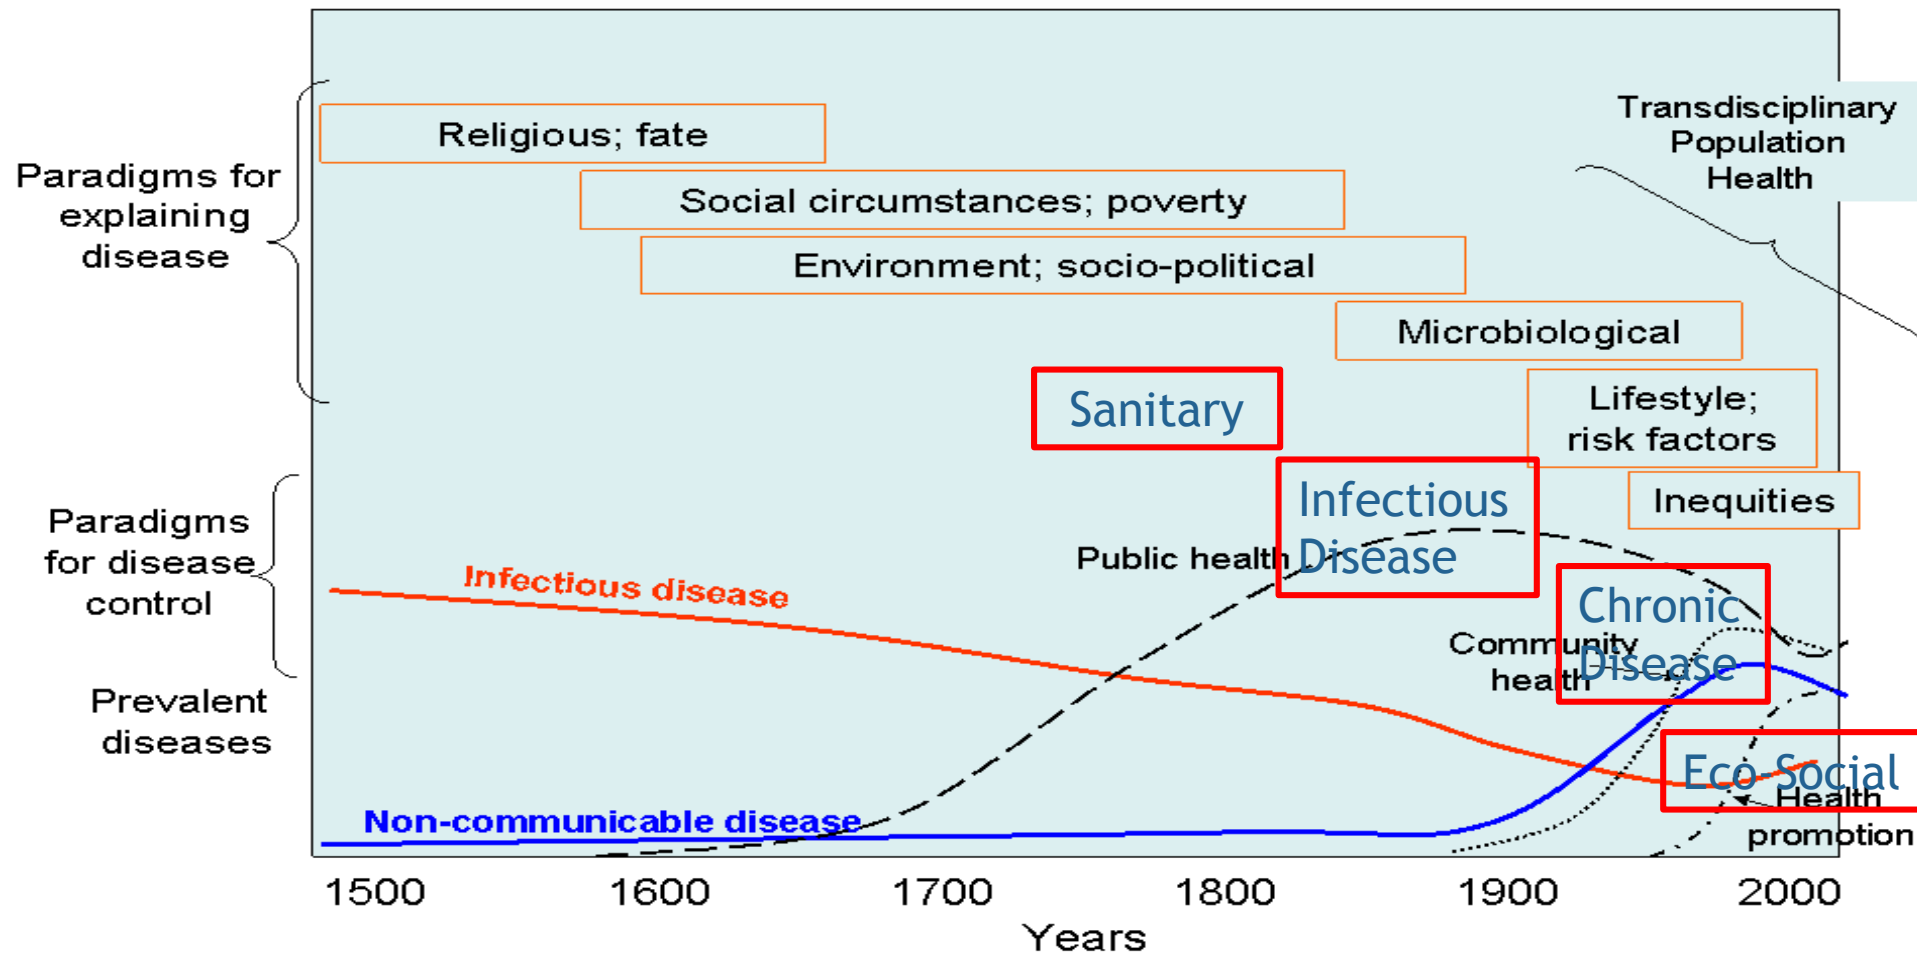 Transdisciplinary
Population
Health
Religious; fate
Paradigms for
explaining
disease
Social circumstances; poverty
Environment; socio-political
Microbiological
Sanitary
Lifestyle;
risk factors
Infectious
Disease
Inequities
Paradigms
for disease
control
Public health
Infectious disease
Chronic
Disease
Community
health
Prevalent
diseases
Eco-Social
Health
promotion
Non-communicable disease
1500 1600 1700 1800 1900 2000
Years